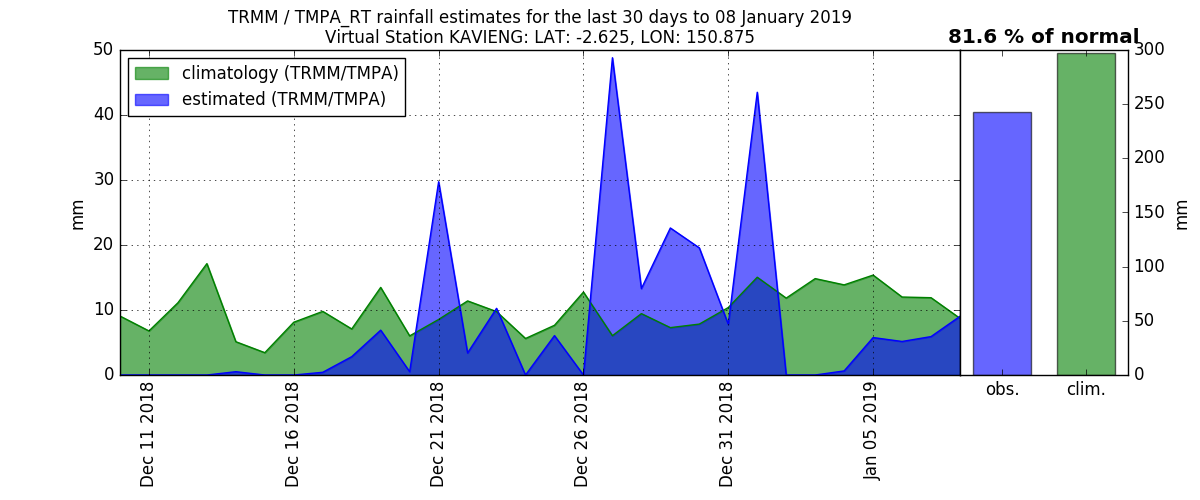 TRMM / TMPA_RT rainfall estimates for the last 30 days to 08 January 2019
Virtual Station KAVIENG: LAT: -2.625, LON: 150.875
81.6 % of normal
climatology (TRMM/TMPA)
estimated (TRMM/TMPA)
50
40
30
20
10
0
mm
Dec 11 2018
Dec 16 2018
Dec 21 2018
Dec 26 2018
Dec 31 2018
Jan 05 2019
obs.
clim.
300
250
200
150
100
50
0
mm